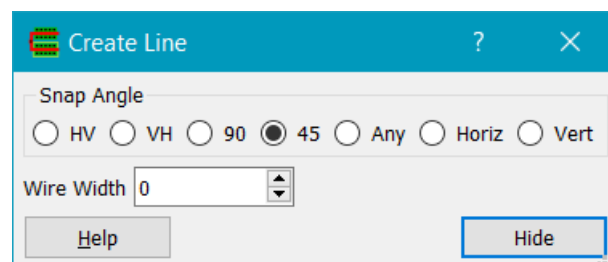 Create Line ? ×
Snap Angle
HV VH 90 45 Any Horiz Vert
Wire Width 0
Help Hide